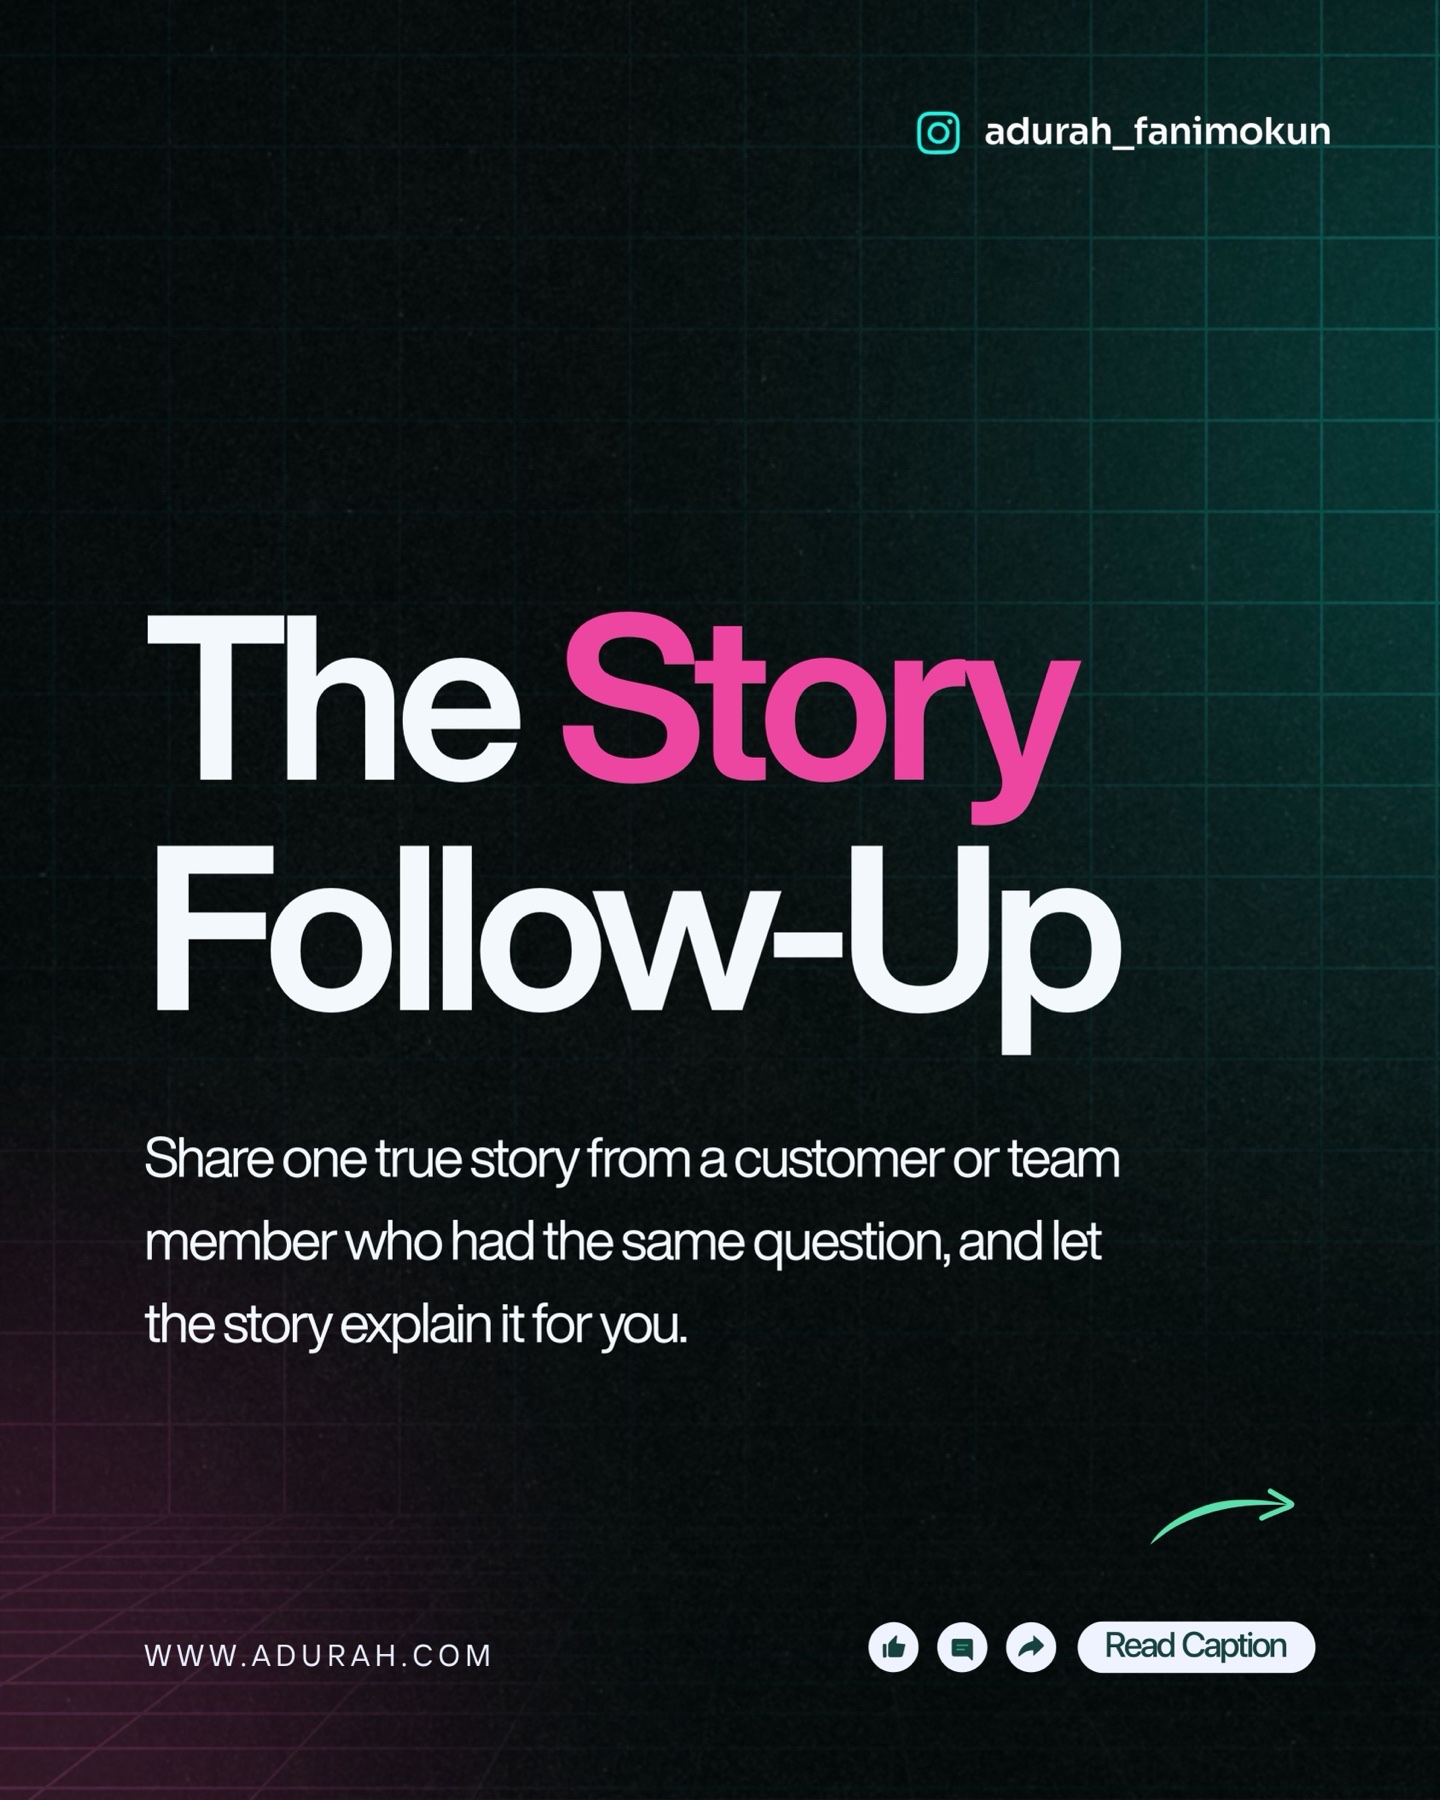 adurah_fanimokun
The Story
Follow-Up
Share one true story from a customer or team
member who had the same question, and let
the story explain it for you.
WWW.ADURAH.COM
Read Caption